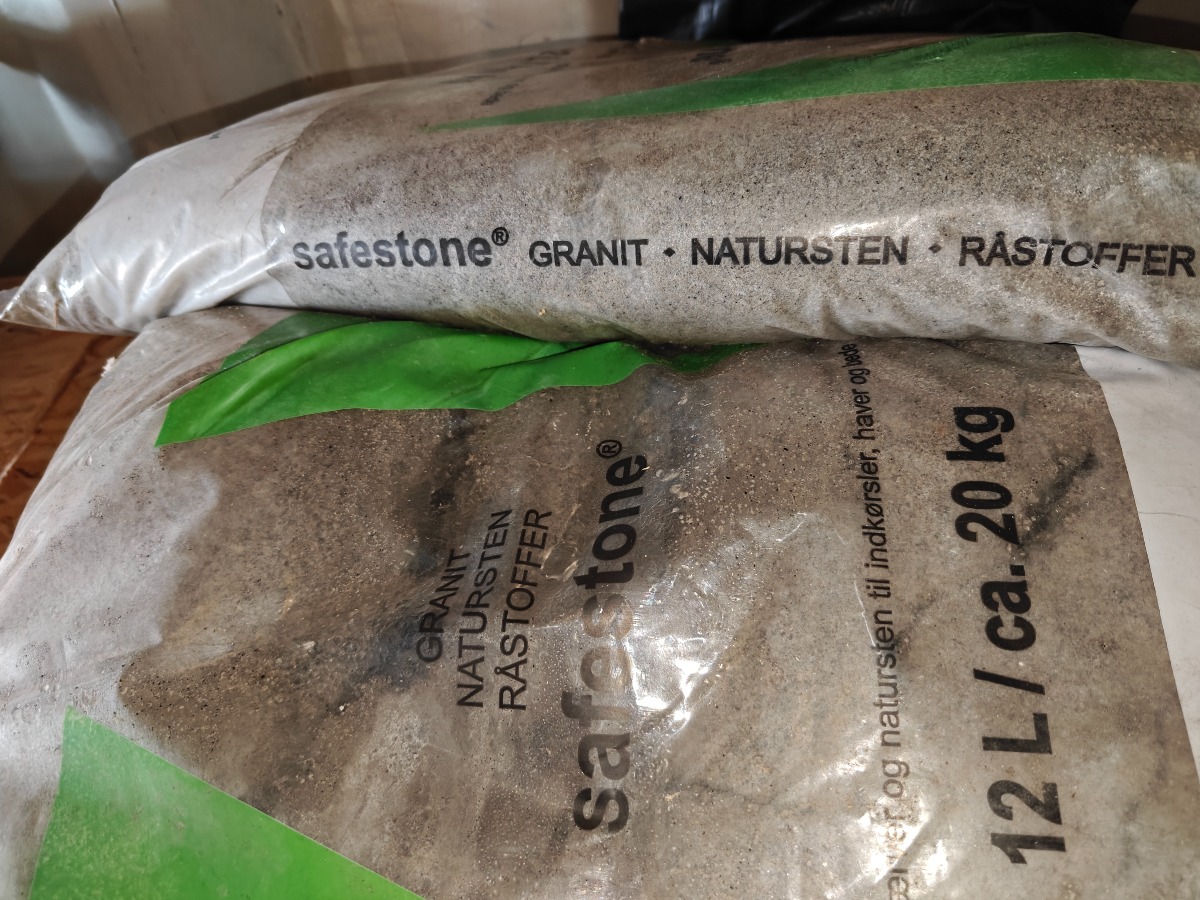 safestone® GRANIT • NATURSTEN • RÅSTOFFER
GRANIT
NATURSTEN
RÅSTOFFER
safestone®
og natursten til indkørsler, haver og bede
12 L / ca. 20 kg